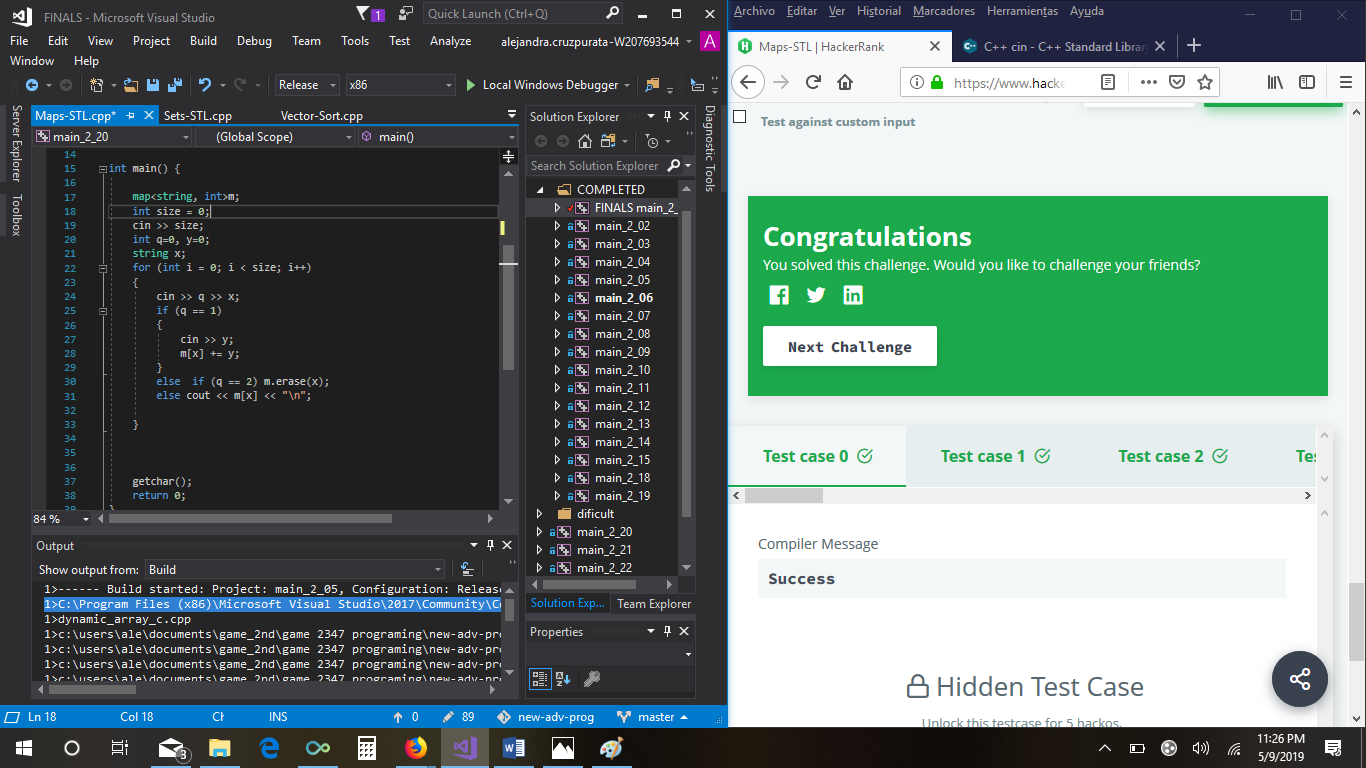 FINALS - Microsoft Visual Studio
1
Quick Launch (Ctrl+Q)
File Edit View Project Build Debug Team Tools Test Analyze
alejandra.cruzpurata-W207693544
A
Window Help
Release x86 Local Windows Debugger
Server Explorer
Toolbox
Maps-STL.cpp* Sets-STL.cpp Vector-Sort.cpp
main_2_20 (Global Scope) main()
14
15 int main() {
16
17 map<string, int>m;
18 int size = 0;
19 cin >> size;
20 int q=0, y=0;
21 string x;
22 for (int i = 0; i < size; i++)
23 {
24 cin >> q >> x;
25 if (q == 1)
26 {
27 cin >> y;
28 m[x] += y;
29 }
30 else  if (q == 2) m.erase(x);
31 else cout << m[x] << "\n";
32
33 }
34
35
36
37 getchar();
38 return 0;
39 }
84 %
Output
Show output from: Build
1>------ Build started: Project: main_2_05, Configuration: Release
1>C:\Program Files (x86)\Microsoft Visual Studio\2017\Community\Co
1>dynamic_array_c.cpp
1>c:\users\ale\documents\game_2nd\game 2347 programing\new-adv-pro
1>c:\users\ale\documents\game_2nd\game 2347 programing\new-adv-pro
1>c:\users\ale\documents\game_2nd\game 2347 programing\new-adv-pro
1>c:\users\ale\documents\game_2nd\game 2347 programing\new-adv-pro
Solution Explorer
Search Solution Explorer
COMPLETED
FINALS main_2_
main_2_02
main_2_03
main_2_04
main_2_05
main_2_06
main_2_07
main_2_08
main_2_09
main_2_10
main_2_11
main_2_12
main_2_13
main_2_14
main_2_15
main_2_18
main_2_19
dificult
main_2_20
main_2_21
main_2_22
Solution Exp... Team Explorer
Properties
Diagnostic Tools
Ln 18 Col 18 Ch INS 0 89 new-adv-prog master
Archivo Editar Ver Historial Marcadores Herramientas Ayuda
Maps-STL | HackerRank
C++ cin - C++ Standard Library
https://www.hacke
Test against custom input
Congratulations
You solved this challenge. Would you like to challenge your friends?
Next Challenge
Test case 0 Test case 1 Test case 2 Te
Compiler Message
Success
Hidden Test Case
Unlock this testcase for 5 hackos.
3
11:26 PM
5/9/2019